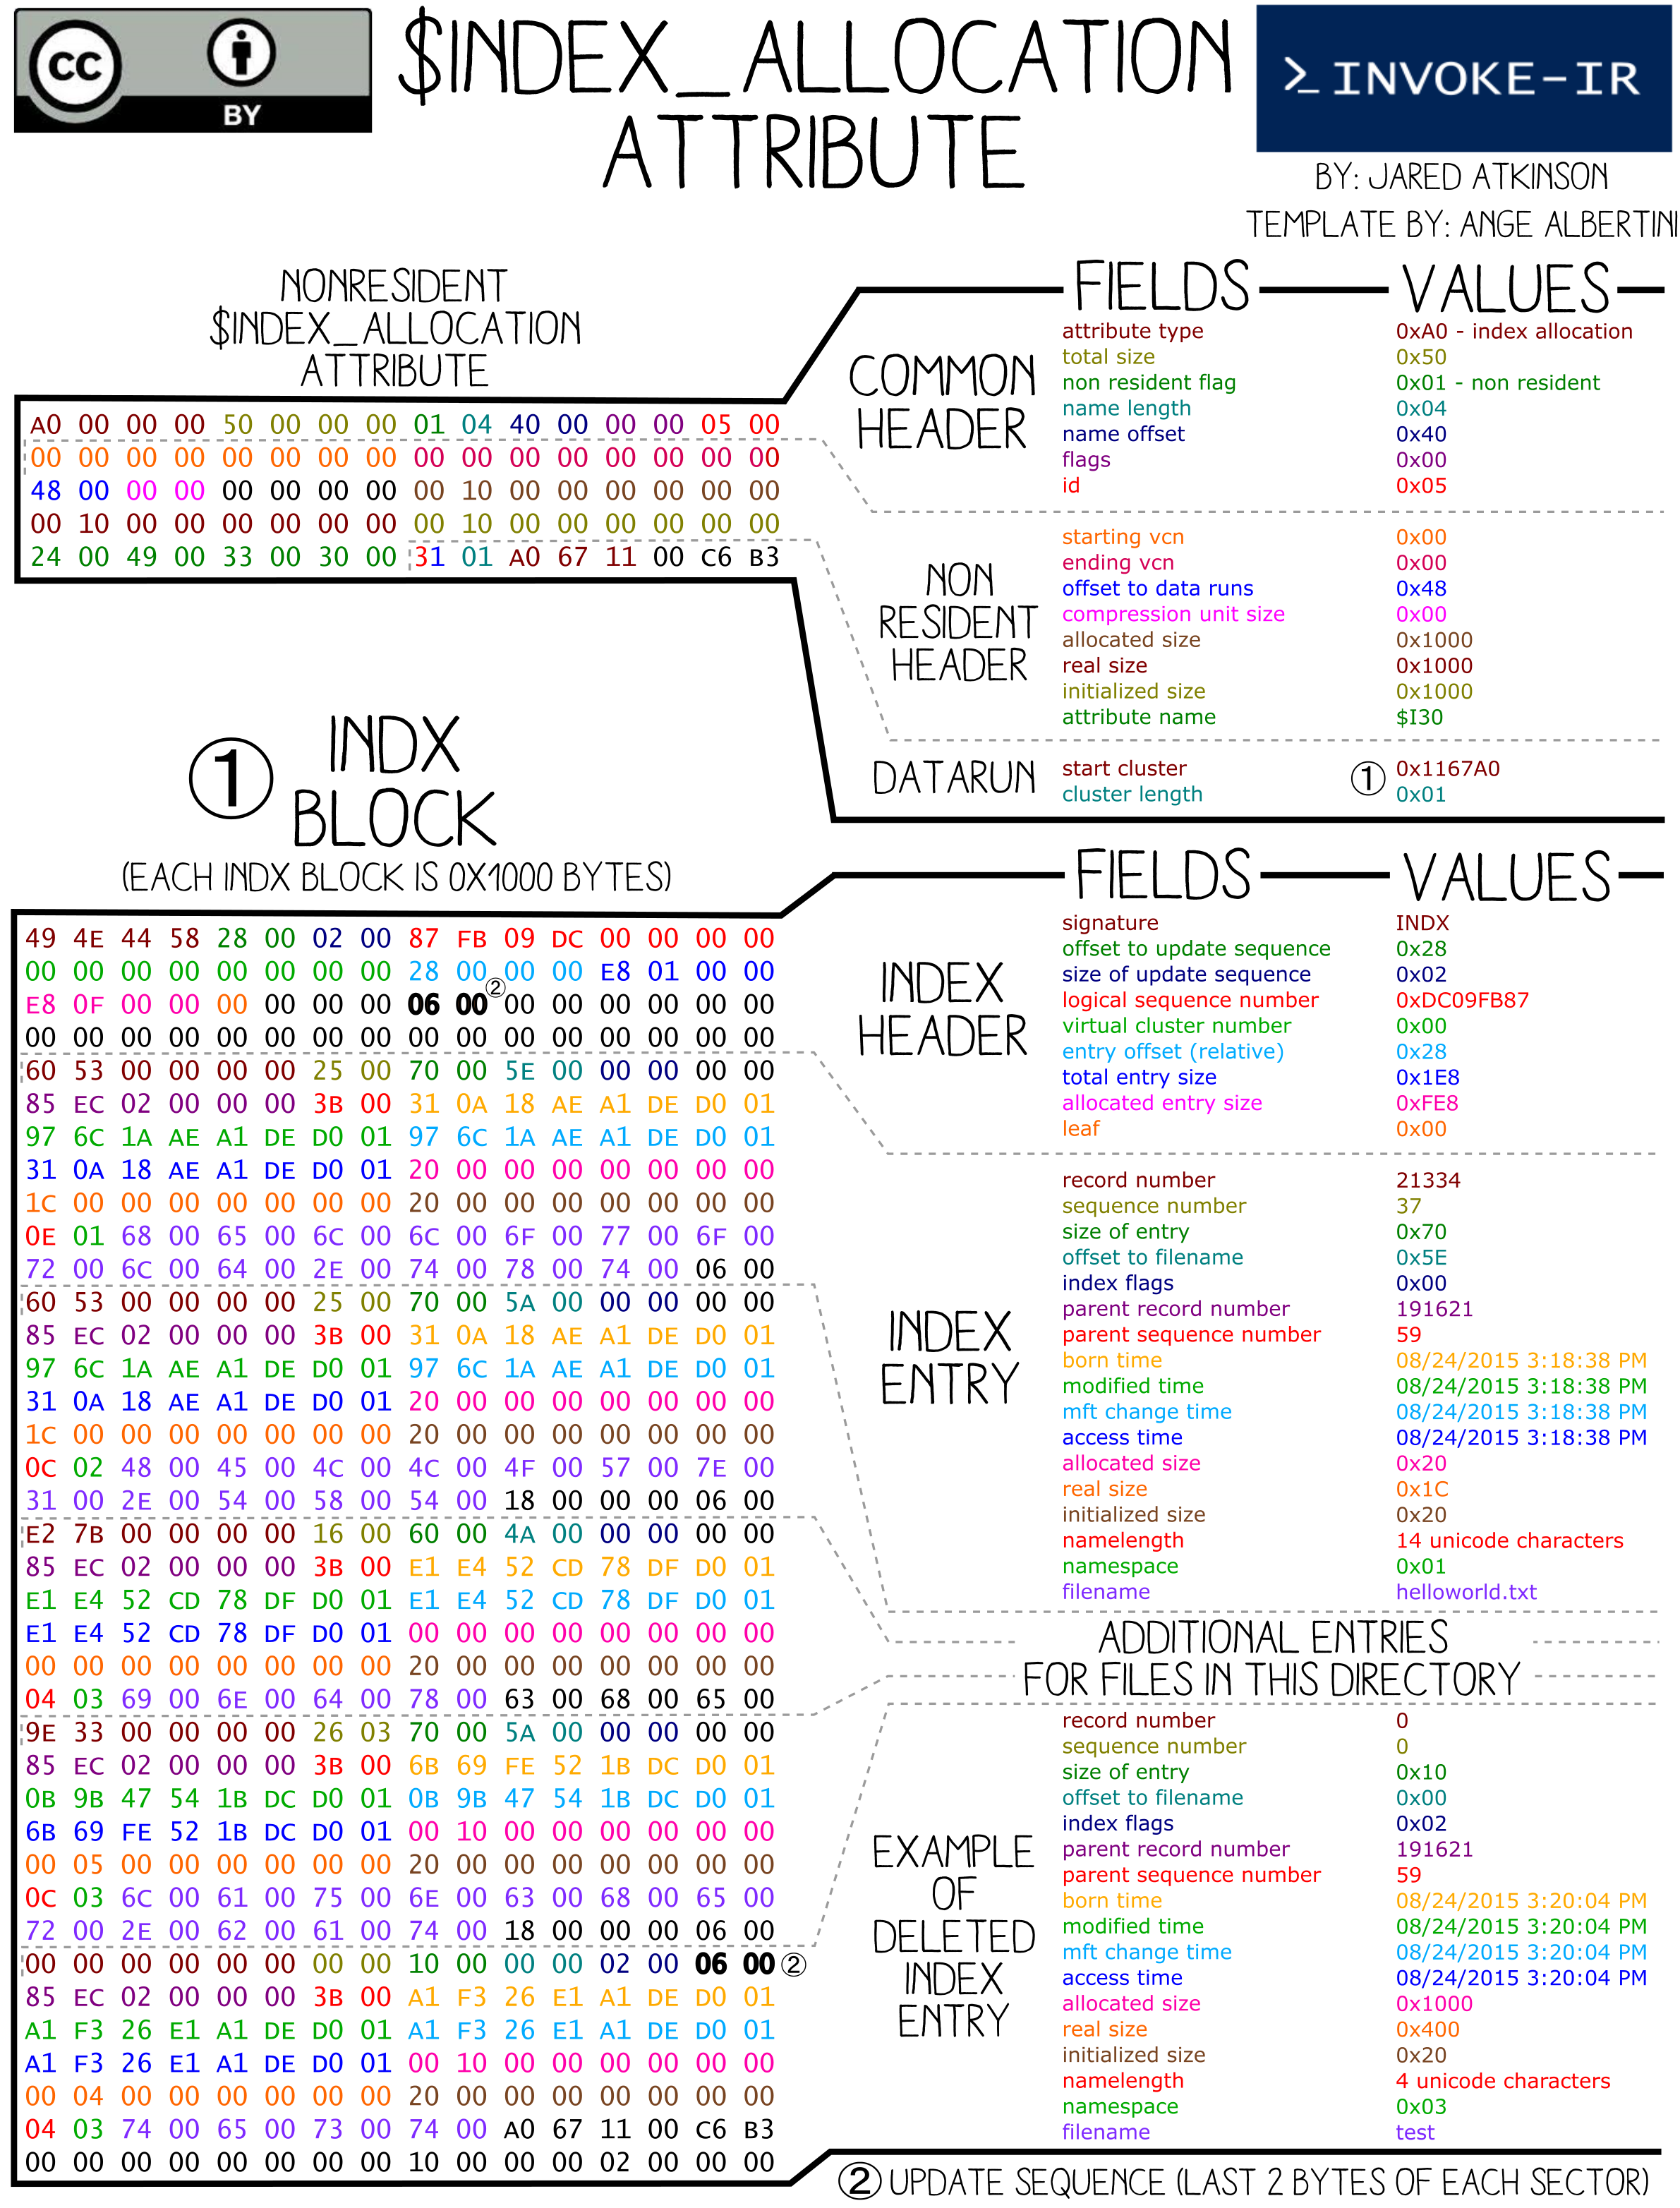 CC BY
$INDEX_ALLOCATION
ATTRIBUTE
>_ INVOKE-IR
BY: JARED ATKINSON
TEMPLATE BY: ANGE ALBERTINI
NONRESIDENT
$INDEX_ALLOCATION
ATTRIBUTE
A0 00 00 00 50 00 00 00 01 04 40 00 00 00 05 00
00 00 00 00 00 00 00 00 00 00 00 00 00 00 00 00
48 00 00 00 00 00 00 00 00 10 00 00 00 00 00 00
00 10 00 00 00 00 00 00 00 10 00 00 00 00 00 00
24 00 49 00 33 00 30 00 31 01 A0 67 11 00 C6 B3
FIELDS VALUES
COMMON
HEADER
attribute type 0xA0 - index allocation
total size 0x50
non resident flag 0x01 - non resident
name length 0x04
name offset 0x40
flags 0x00
id 0x05
NON
RESIDENT
HEADER
starting vcn 0x00
ending vcn 0x00
offset to data runs 0x48
compression unit size 0x00
allocated size 0x1000
real size 0x1000
initialized size 0x1000
attribute name $I30
DATARUN
start cluster ① 0x1167A0
cluster length 0x01
① INDX
BLOCK
(EACH INDX BLOCK IS 0X1000 BYTES)
49 4E 44 58 28 00 02 00 87 FB 09 DC 00 00 00 00
00 00 00 00 00 00 00 00 28 00 00 00 E8 01 00 00
E8 0F 00 00 00 00 00 00 06 00 ② 00 00 00 00 00 00
00 00 00 00 00 00 00 00 00 00 00 00 00 00 00 00
60 53 00 00 00 00 25 00 70 00 5E 00 00 00 00 00
85 EC 02 00 00 00 3B 00 31 0A 18 AE A1 DE D0 01
97 6C 1A AE A1 DE D0 01 97 6C 1A AE A1 DE D0 01
31 0A 18 AE A1 DE D0 01 20 00 00 00 00 00 00 00
1C 00 00 00 00 00 00 00 20 00 00 00 00 00 00 00
0E 01 68 00 65 00 6C 00 6C 00 6F 00 77 00 6F 00
72 00 6C 00 64 00 2E 00 74 00 78 00 74 00 06 00
60 53 00 00 00 00 25 00 70 00 5A 00 00 00 00 00
85 EC 02 00 00 00 3B 00 31 0A 18 AE A1 DE D0 01
97 6C 1A AE A1 DE D0 01 97 6C 1A AE A1 DE D0 01
31 0A 18 AE A1 DE D0 01 20 00 00 00 00 00 00 00
1C 00 00 00 00 00 00 00 20 00 00 00 00 00 00 00
0C 02 48 00 45 00 4C 00 4C 00 4F 00 57 00 7E 00
31 00 2E 00 54 00 58 00 54 00 18 00 00 00 06 00
E2 7B 00 00 00 00 16 00 60 00 4A 00 00 00 00 00
85 EC 02 00 00 00 3B 00 E1 E4 52 CD 78 DF D0 01
E1 E4 52 CD 78 DF D0 01 E1 E4 52 CD 78 DF D0 01
E1 E4 52 CD 78 DF D0 01 00 00 00 00 00 00 00 00
00 00 00 00 00 00 00 00 20 00 00 00 00 00 00 00
04 03 69 00 6E 00 64 00 78 00 63 00 68 00 65 00
9E 33 00 00 00 00 26 03 70 00 5A 00 00 00 00 00
85 EC 02 00 00 00 3B 00 6B 69 FE 52 1B DC D0 01
0B 9B 47 54 1B DC D0 01 0B 9B 47 54 1B DC D0 01
6B 69 FE 52 1B DC D0 01 00 10 00 00 00 00 00 00
00 05 00 00 00 00 00 00 20 00 00 00 00 00 00 00
0C 03 6C 00 61 00 75 00 6E 00 63 00 68 00 65 00
72 00 2E 00 62 00 61 00 74 00 18 00 00 00 06 00
00 00 00 00 00 00 00 00 10 00 00 00 02 00 06 00 ②
85 EC 02 00 00 00 3B 00 A1 F3 26 E1 A1 DE D0 01
A1 F3 26 E1 A1 DE D0 01 A1 F3 26 E1 A1 DE D0 01
A1 F3 26 E1 A1 DE D0 01 00 10 00 00 00 00 00 00
00 04 00 00 00 00 00 00 20 00 00 00 00 00 00 00
04 03 74 00 65 00 73 00 74 00 A0 67 11 00 C6 B3
00 00 00 00 00 00 00 00 10 00 00 00 02 00 00 00
FIELDS VALUES
INDEX
HEADER
signature INDX
offset to update sequence 0x28
size of update sequence 0x02
logical sequence number 0xDC09FB87
virtual cluster number 0x00
entry offset (relative) 0x28
total entry size 0x1E8
allocated entry size 0xFE8
leaf 0x00
INDEX
ENTRY
record number 21334
sequence number 37
size of entry 0x70
offset to filename 0x5E
index flags 0x00
parent record number 191621
parent sequence number 59
born time 08/24/2015 3:18:38 PM
modified time 08/24/2015 3:18:38 PM
mft change time 08/24/2015 3:18:38 PM
access time 08/24/2015 3:18:38 PM
allocated size 0x20
real size 0x1C
initialized size 0x20
namelength 14 unicode characters
namespace 0x01
filename helloworld.txt
ADDITIONAL ENTRIES
FOR FILES IN THIS DIRECTORY
EXAMPLE
OF
DELETED
INDEX
ENTRY
record number 0
sequence number 0
size of entry 0x10
offset to filename 0x00
index flags 0x02
parent record number 191621
parent sequence number 59
born time 08/24/2015 3:20:04 PM
modified time 08/24/2015 3:20:04 PM
mft change time 08/24/2015 3:20:04 PM
access time 08/24/2015 3:20:04 PM
allocated size 0x1000
real size 0x400
initialized size 0x20
namelength 4 unicode characters
namespace 0x03
filename test
② UPDATE SEQUENCE (LAST 2 BYTES OF EACH SECTOR)